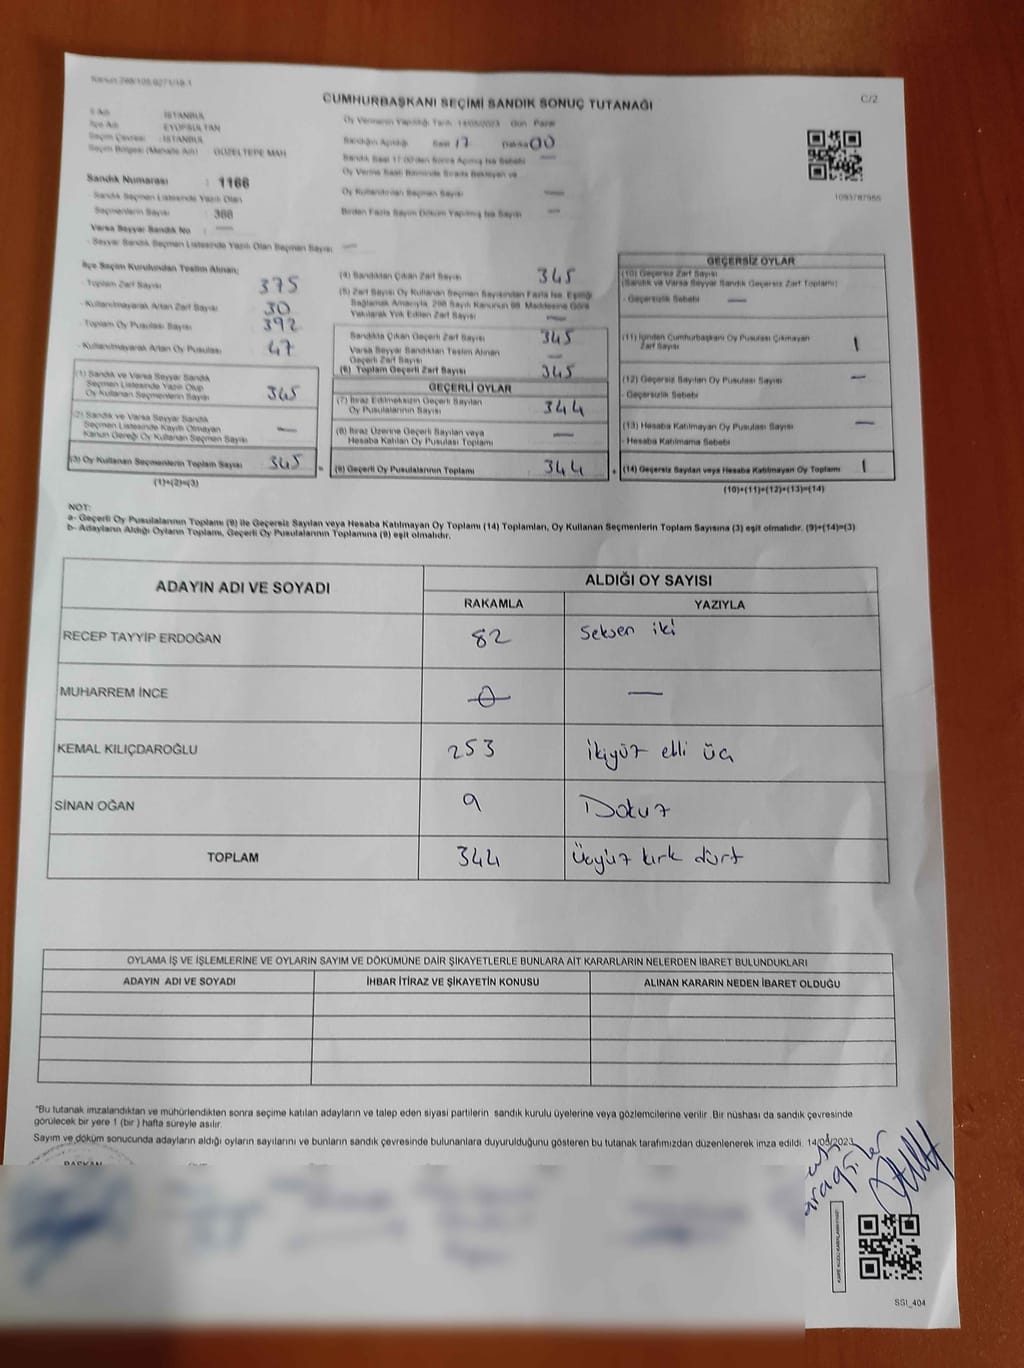 CUMHURBAŞKANI SEÇİMİ SANDIK SONUÇ TUTANAĞI
C/2
İSTANBUL
EYÜPSULTAN
Seçim Çevresi : İSTANBUL
Seçim Bölgesi (Mahalle Adı) : GÜZELTEPE MAH
Sandık Numarası : 1166
Sandık Seçmen Listesinde Yazılı Olan
Seçmenlerin Sayısı : 388
Varsa Seyyar Sandık No : —
- Seyyar Sandık Seçmen Listesinde Yazılı Olan Seçmen Sayısı —
Oy Vermenin Yapıldığı Tarih: 14/05/2023 Gün: Pazar
Sandığın Açıldığı Saat 17 Dakika 00
Sandık Saat 17:00'den Sonra Açılmış İse Sebebi —
Oy Verme Saati Bitiminde Sırada Bekleyen ve
Oy Kullandırılan Seçmen Sayısı —
Birden Fazla Sayım Döküm Yapılmış İse Sayısı —
1093787955
İlçe Seçim Kurulundan Teslim Alınan;
- Toplam Zarf Sayısı 375
- Kullanılmayarak Artan Zarf Sayısı 30
- Toplam Oy Pusulası Sayısı 392
- Kullanılmayarak Artan Oy Pusulası 47
(1) Sandık ve Varsa Seyyar Sandık
Seçmen Listesinde Yazılı Olup
Oy Kullanan Seçmenlerin Sayısı 345
(2) Sandık ve Varsa Seyyar Sandık
Seçmen Listesinde Kayıtlı Olmayan
Kanun Gereği Oy Kullanan Seçmen Sayısı —
(3) Oy Kullanan Seçmenlerin Toplam Sayısı 345
(1)+(2)=(3)
(4) Sandıktan Çıkan Zarf Sayısı 345
(5) Zarf Sayısı Oy Kullanan Seçmen Sayısından Fazla İse, Eşitliği
Sağlamak Amacıyla, 298 Sayılı Kanunun 98. Maddesine Göre
Yakılarak Yok Edilen Zarf Sayısı —
Sandıkta Çıkan Geçerli Zarf Sayısı 345
Varsa Seyyar Sandıktan Teslim Alınan
Geçerli Zarf Sayısı —
(6) Toplam Geçerli Zarf Sayısı 345
GEÇERLİ OYLAR
(7) İtiraz Edilmeksizin Geçerli Sayılan
Oy Pusulalarının Sayısı 344
(8) İtiraz Üzerine Geçerli Sayılan veya
Hesaba Katılan Oy Pusulası Toplamı —
(9) Geçerli Oy Pusulalarının Toplamı 344
GEÇERSİZ OYLAR
(10) Geçersiz Zarf Sayısı
(Sandık ve Varsa Seyyar Sandık Geçersiz Zarf Toplamı)
- Geçersizlik Sebebi —
(11) İçinden Cumhurbaşkanı Oy Pusulası Çıkmayan
Zarf Sayısı 1
(12) Geçersiz Sayılan Oy Pusulası Sayısı —
- Geçersizlik Sebebi
(13) Hesaba Katılmayan Oy Pusulası Sayısı —
- Hesaba Katılmama Sebebi
(14) Geçersiz Sayılan veya Hesaba Katılmayan Oy Toplamı 1
(10)+(11)+(12)+(13)=(14)
NOT:
a- Geçerli Oy Pusulalarının Toplamı (9) ile Geçersiz Sayılan veya Hesaba Katılmayan Oy Toplamı (14) Toplamları, Oy Kullanan Seçmenlerin Toplam Sayısına (3) eşit olmalıdır. (9)+(14)=(3)
b- Adayların Aldığı Oyların Toplamı, Geçerli Oy Pusulalarının Toplamına (9) eşit olmalıdır.
ADAYIN ADI VE SOYADI
ALDIĞI OY SAYISI
RAKAMLA YAZIYLA
RECEP TAYYİP ERDOĞAN 82 Seksen iki
MUHARREM İNCE 0 —
KEMAL KILIÇDAROĞLU 253 ikiyüz elli üç
SİNAN OĞAN 9 Dokuz
TOPLAM 344 Üçyüz kırk dört
OYLAMA İŞ VE İŞLEMLERİNE VE OYLARIN SAYIM VE DÖKÜMÜNE DAİR ŞİKAYETLERLE BUNLARA AİT KARARLARIN NELERDEN İBARET BULUNDUKLARI
ADAYIN ADI VE SOYADI İHBAR İTİRAZ VE ŞİKAYETİN KONUSU ALINAN KARARIN NEDEN İBARET OLDUĞU
"Bu tutanak imzalandıktan ve mühürlendikten sonra seçime katılan adayların ve talep eden siyasi partilerin sandık kurulu üyelerine veya gözlemcilerine verilir. Bir nüshası da sandık çevresinde
görülecek bir yere 1 (bir) hafta süreyle asılır.
Sayım ve döküm sonucunda adayların aldığı oyların sayılarını ve bunların sandık çevresinde bulunanlara duyurulduğunu gösteren bu tutanak tarafımızdan düzenlenerek imza edildi. 14/05/2023
BAŞKAN
SSI_404